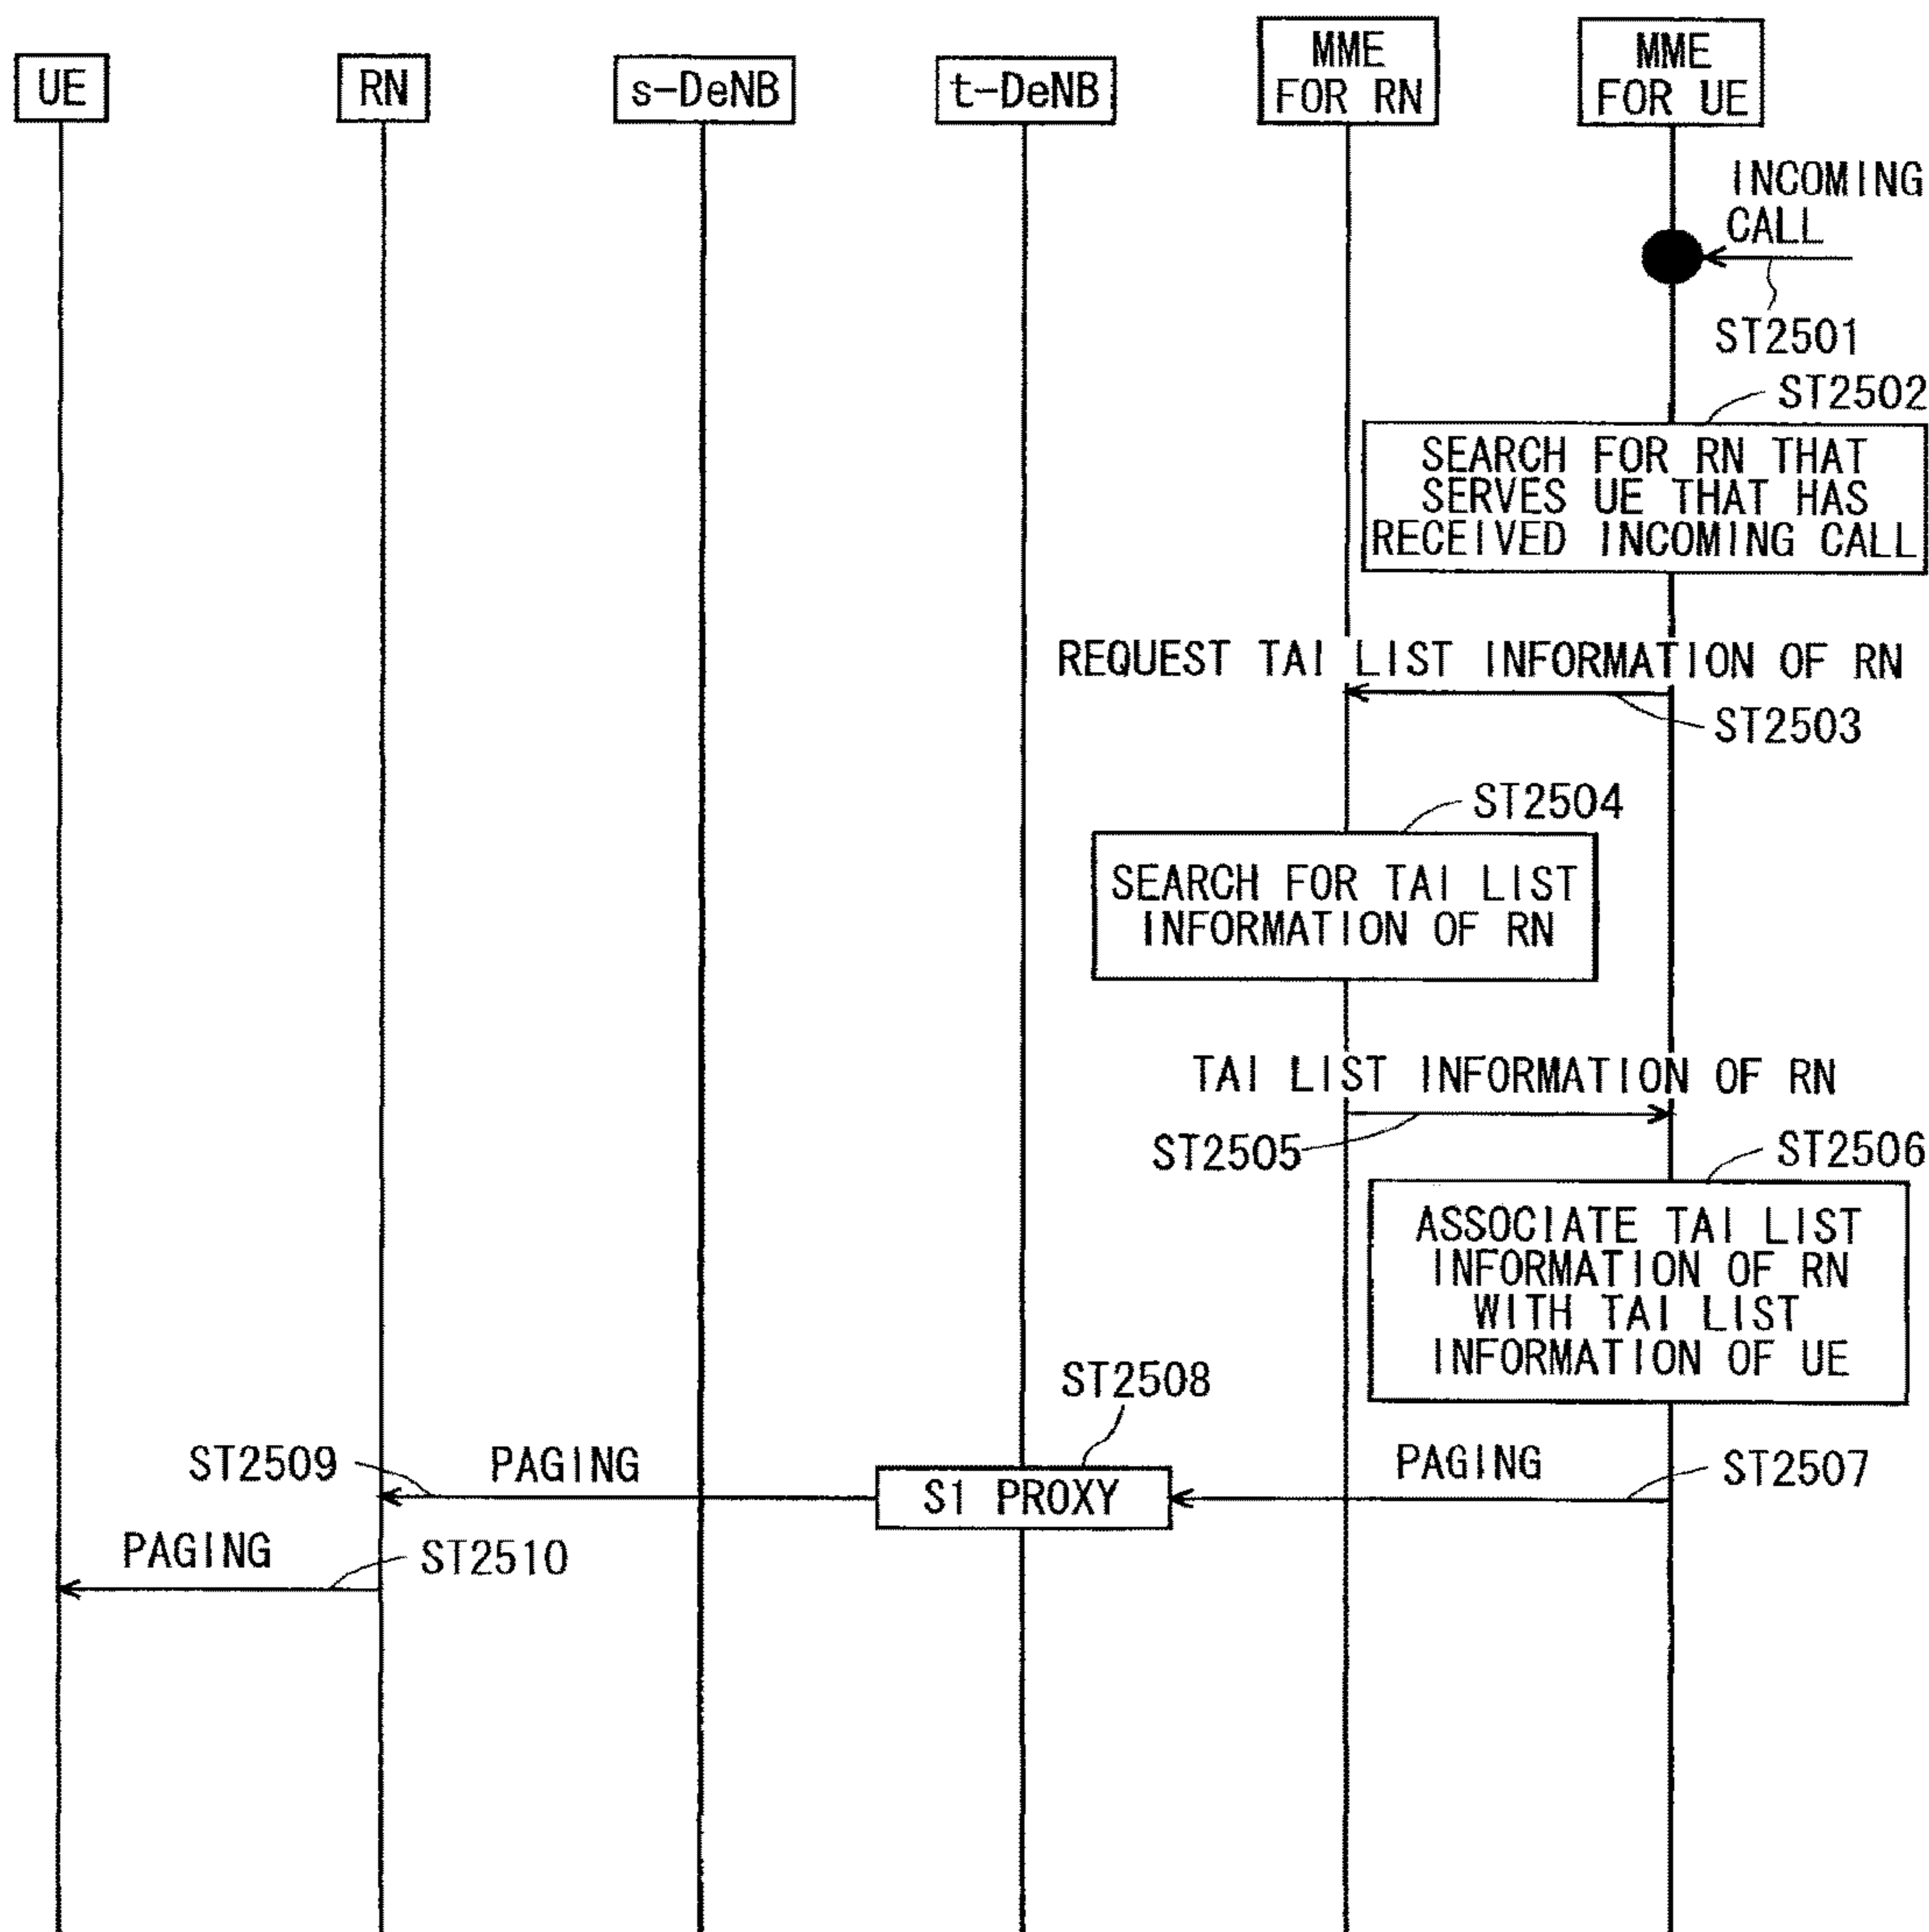 UE
RN
s-DeNB
t-DeNB
MME
FOR RN
MME
FOR UE
INCOMING
CALL
ST2501
ST2502
SEARCH FOR RN THAT
SERVES UE THAT HAS
RECEIVED INCOMING CALL
REQUEST TAI LIST INFORMATION OF RN
ST2503
ST2504
SEARCH FOR TAI LIST
INFORMATION OF RN
TAI LIST INFORMATION OF RN
ST2505
ST2506
ASSOCIATE TAI LIST
INFORMATION OF RN
WITH TAI LIST
INFORMATION OF UE
ST2508
ST2509
PAGING
S1 PROXY
PAGING
ST2507
PAGING
ST2510